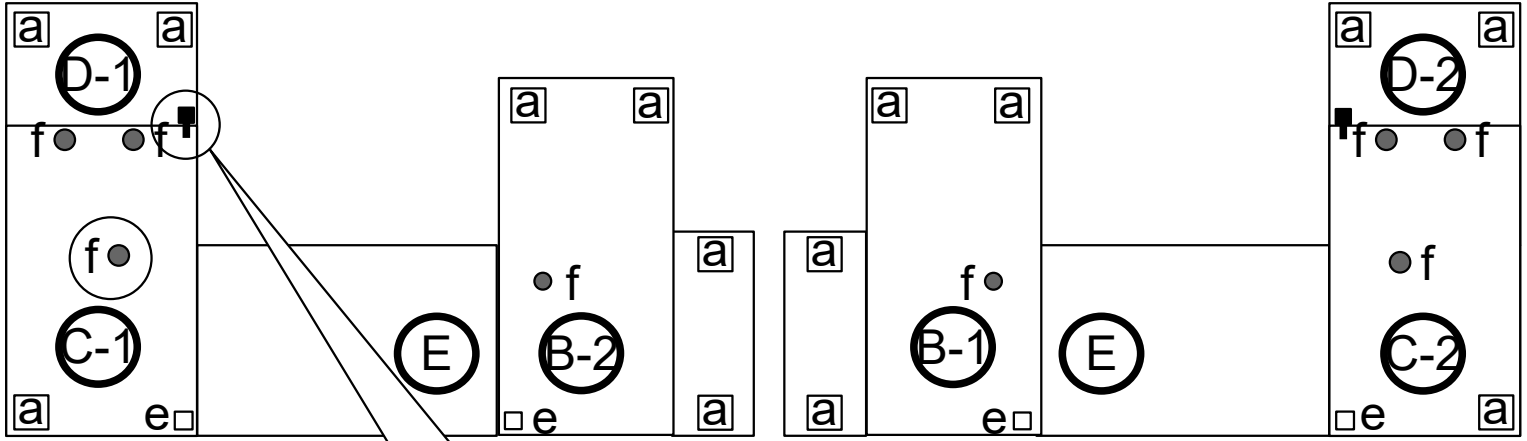 a a a a
D-1 D-2
a a a a
f f f f
a a
f f
f f
C-1 E B-2 B-1 E C-2
a e e a a e e a